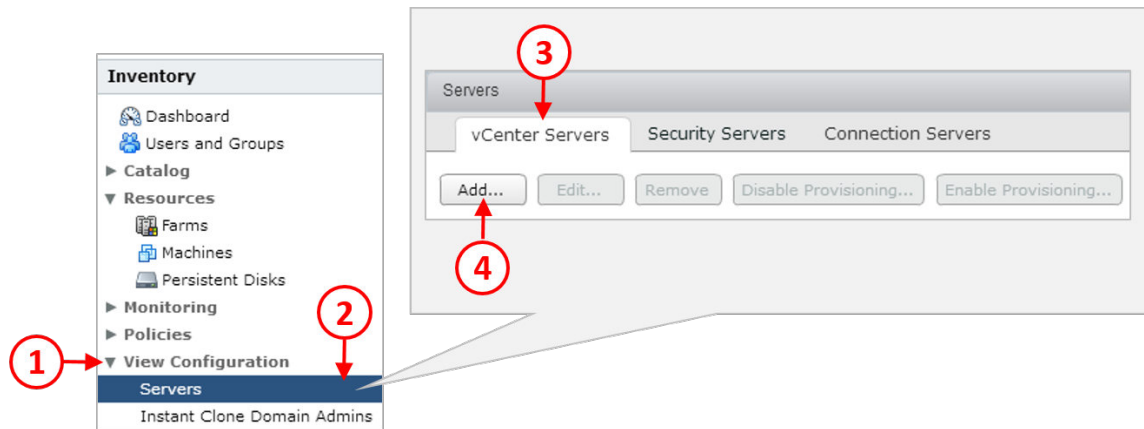 Inventory
Dashboard
Users and Groups
Catalog
Resources
Farms
Machines
Persistent Disks
Monitoring
Policies
View Configuration
Servers
Instant Clone Domain Admins
1
2
3
Servers
vCenter Servers Security Servers Connection Servers
Add... Edit... Remove Disable Provisioning... Enable Provisioning...
4